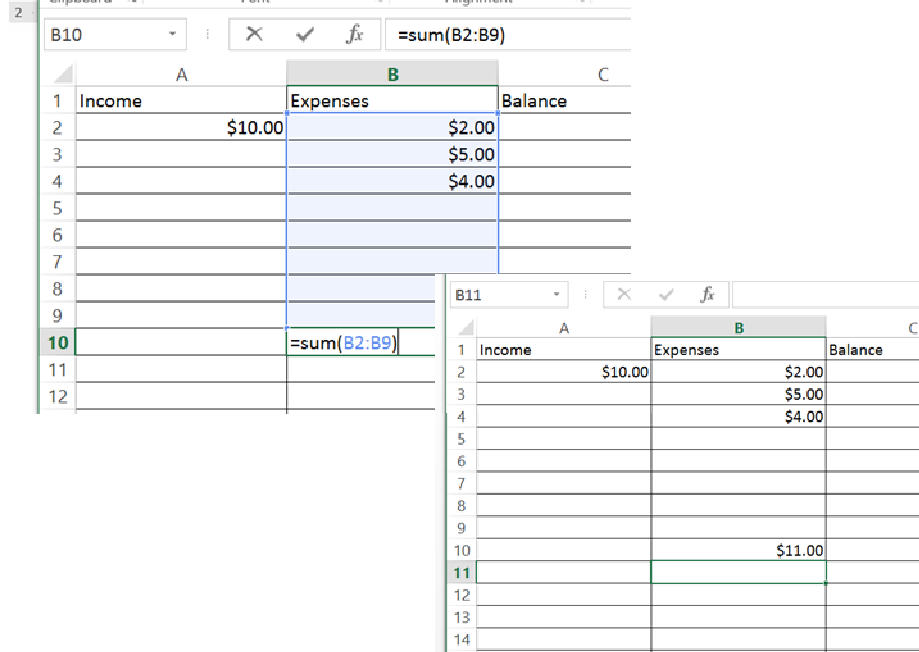 2
B10 fx =sum(B2:B9)
A B C
1 Income Expenses Balance
2 $10.00 $2.00
3 $5.00
4 $4.00
5
6
7
8
9
10 =sum(B2:B9)
11
12
B11 fx
A B C
1 Income Expenses Balance
2 $10.00 $2.00
3 $5.00
4 $4.00
5
6
7
8
9
10 $11.00
11
12
13
14